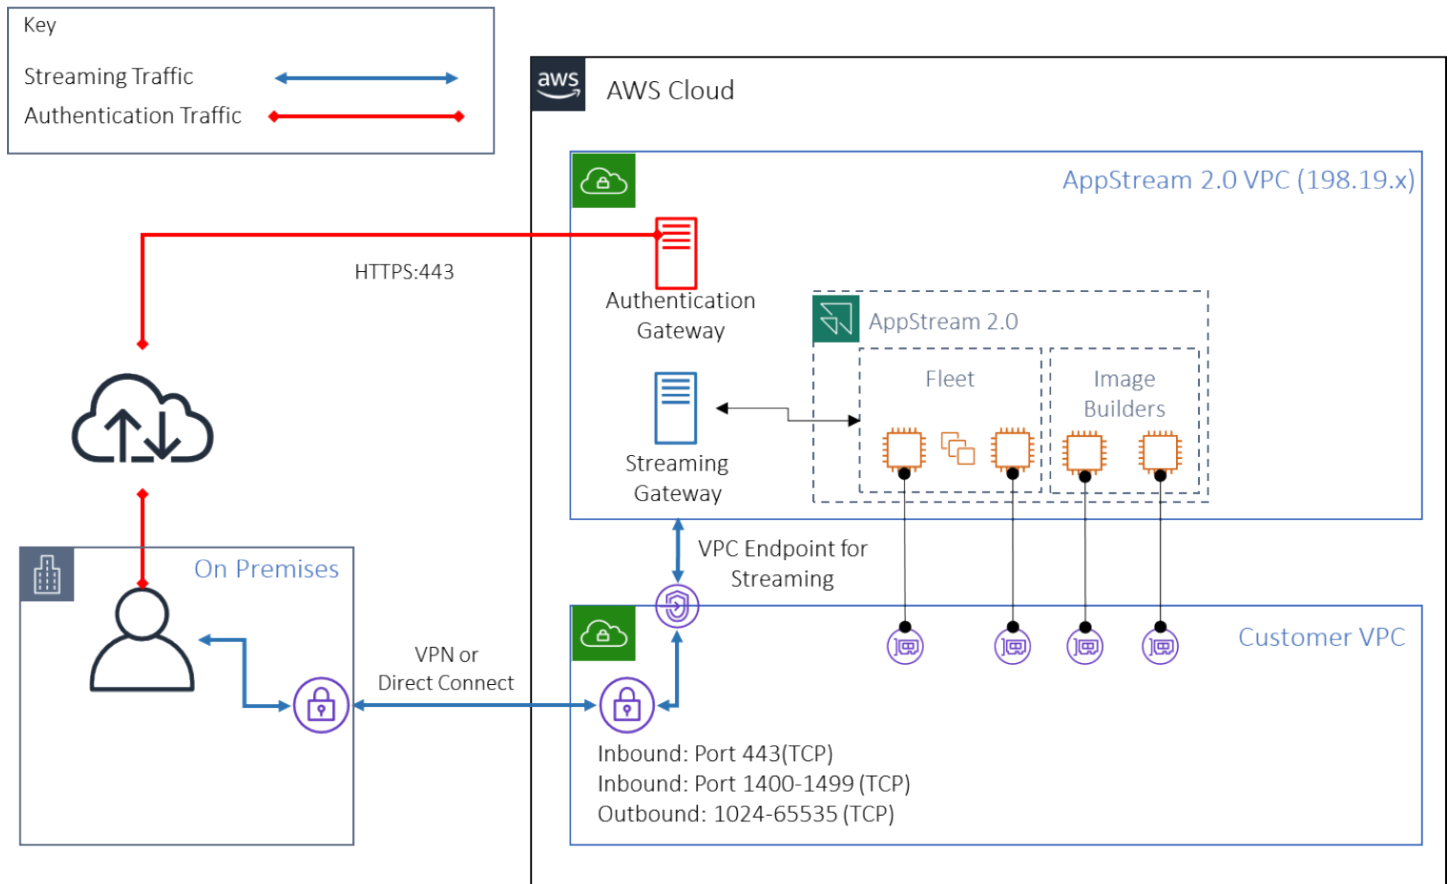 Key
Streaming Traffic
Authentication Traffic
aws
AWS Cloud
AppStream 2.0 VPC (198.19.x)
HTTPS:443
Authentication
Gateway
AppStream 2.0
Fleet
Image
Builders
Streaming
Gateway
VPC Endpoint for
Streaming
On Premises
Customer VPC
VPN or
Direct Connect
Inbound: Port 443(TCP)
Inbound: Port 1400-1499 (TCP)
Outbound: 1024-65535 (TCP)